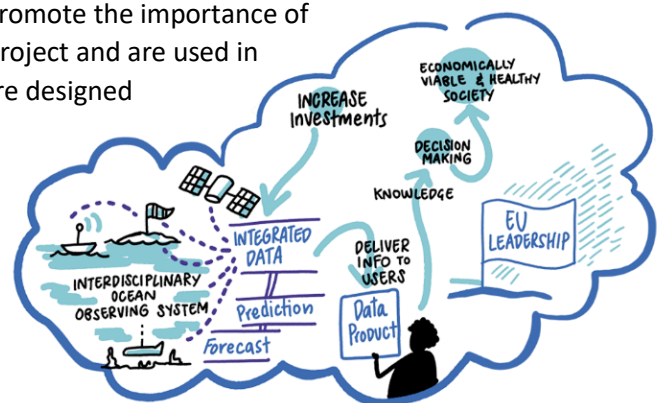 romote the importance of
roject and are used in
re designed
INCREASE
Investments
ECONOMICALLY
VIABLE & HEALTHY
SOCIETY
DECISION
MAKING
KNOWLEDGE
INTEGRATED
DATA
Prediction
Forecast
INTERDISCIPLINARY
OCEAN
OBSERVING SYSTEM
DELIVER
INFO TO
USERS
Data
Product
EU
LEADERSHIP